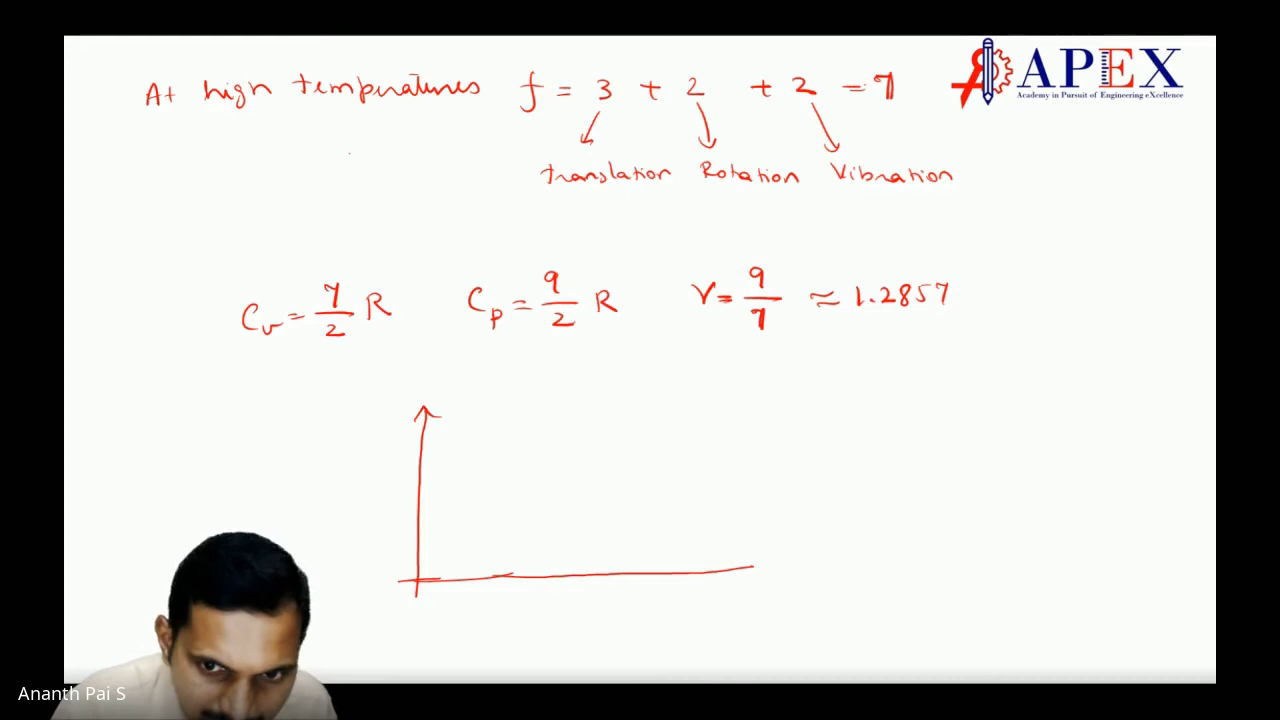 At high temperatures f = 3 + 2 + 2 = 7
translation Rotation Vibration
Cv = 7/2 R Cp = 9/2 R γ = 9/7 ≈ 1.2857
APEX
Academy in Pursuit of Engineering eXcellence
Ananth Pai S